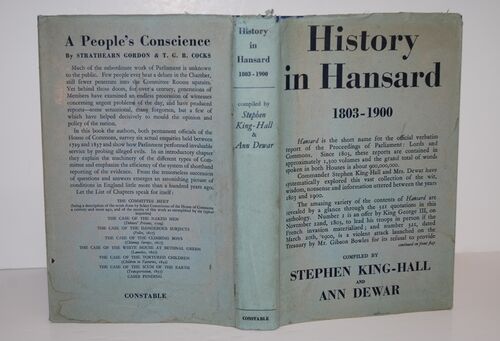 A People's Conscience
By STRATHEARN GORDON & T. G. B. COCKS
Much of the subordinate work of Parliament is unknown
to the public. Few people ever beat a debate in the Chamber,
still fewer penetrate into the Committee Rooms upstairs.
Yet behind those doors, for over a century, generations of
Members have examined an endless procession of witnesses
concerning urgent problems of the day, and have produced
reports—some sensational, many forgotten, but a few of
which have helped decisively to mould the opinion and
policy of the nation.
In this book the authors, both permanent officials of the
House of Commons, survey six actual enquiries held between
1729 and 1837 and show how Parliament performed invaluable
service by probing alleged evils. In an introductory chapter
they explain the machinery of the different types of Com-
mittee and emphasize the efficiency of the system of shorthand
reporting of the evidence. From the remorseless succession
of questions and answers emerges an astonishing picture of
conditions in England little more than a hundred years ago.
Let the List of Chapters speak for itself:
THE COMMITTEE MEET
THE CASE OF THE NAKED MEN
THE CASE OF THE DANGEROUS SUBJECTS
THE CASE OF THE CLIMBING BOYS
THE CASE OF THE WHITE HOUSE AT BETHNAL GREEN
THE CASE OF THE TORTURED CHILDREN
THE CASE OF THE SCUM OF THE EARTH
CASES PENDING
CONSTABLE
History
in
Hansard
1803-1900
compiled by
Stephen
King-Hall
&
Ann Dewar
CONSTABLE
History
in Hansard
1803-1900
Hansard is the short name for the official verbatim
report of the Proceedings of Parliament: Lords and
Commons. Since 1803, these reports are contained in
approximately 1,200 volumes and the grand total of words
spoken in both Houses is about 900,000,000.
Commander Stephen King-Hall and Mrs. Dewar have
systematically explored this vast collection of the wit,
wisdom, nonsense and information uttered between the years
1803 and 1900.
The amazing variety of the contents of Hansard are
revealed by a glance through the 321 quotations in this
anthology. Number 1 is an offer by King George III, on
November 22nd, 1803, to lead his troops in person if the
French invasion materialised; and number 321, dated
March 20th, 1900, is a violent attack launched on the
Treasury by Mr. Gibson Bowles for its refusal to provide
continued on front flap
COMPILED BY
STEPHEN KING-HALL
AND
ANN DEWAR